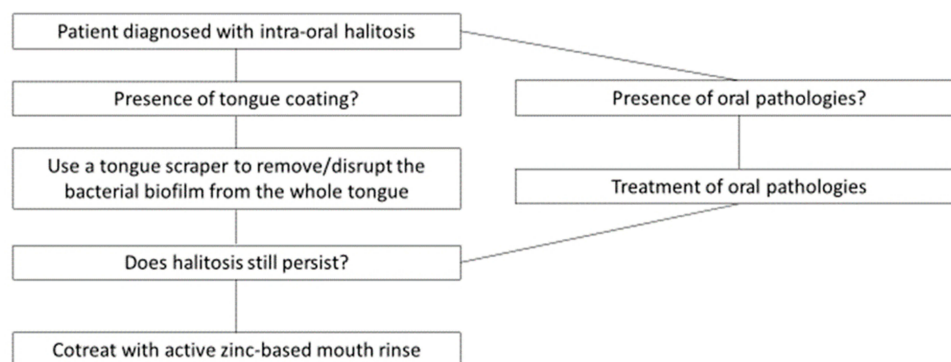 Patient diagnosed with intra-oral halitosis
Presence of tongue coating?
Presence of oral pathologies?
Use a tongue scraper to remove/disrupt the
bacterial biofilm from the whole tongue
Treatment of oral pathologies
Does halitosis still persist?
Cotreat with active zinc-based mouth rinse